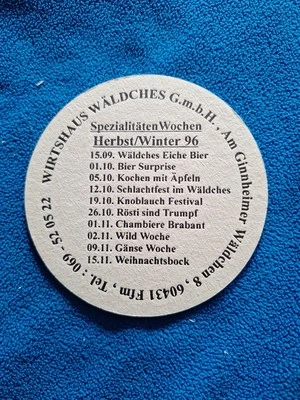 WIRTSHAUS WÄLDCHES G.m.b.H., Am Ginnheimer Wäldchen 8, 60431 Ffm, Tel.: 069 - 52 05 22
SpezialitätenWochen
Herbst/Winter 96
15.09. Wäldches Eiche Bier
01.10. Bier Surprise
05.10. Kochen mit Äpfeln
12.10. Schlachtfest im Wäldches
19.10. Knoblauch Festival
26.10. Rösti sind Trumpf
01.11. Chambiere Brabant
02.11. Wild Woche
09.11. Gänse Woche
15.11. Weihnachtsbock